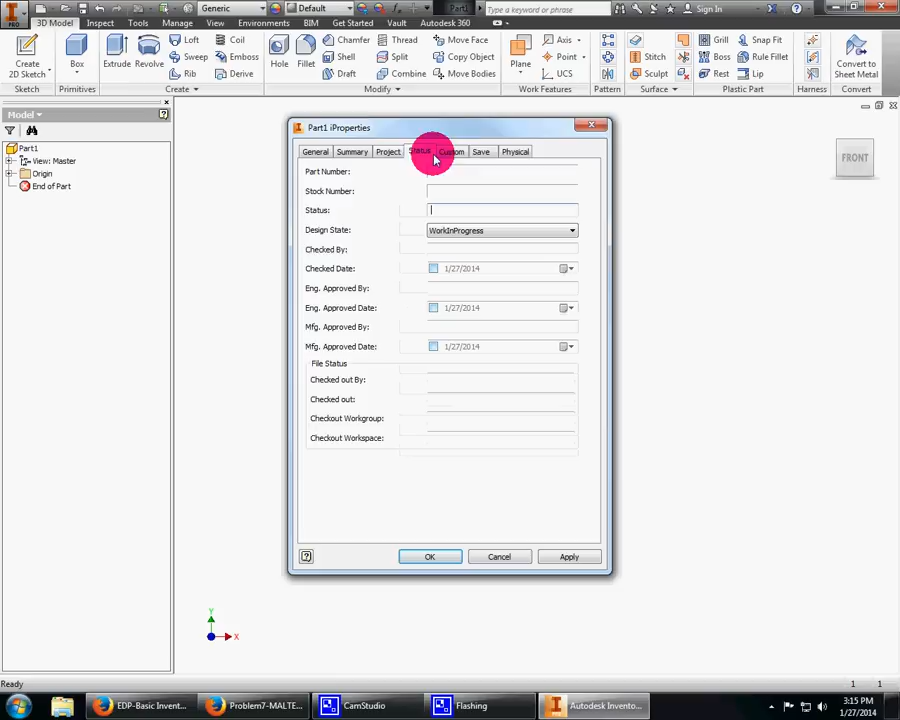 PRO
Generic
Default
Part1
Type a keyword or phrase
Sign In
3D Model
Inspect
Tools
Manage
View
Environments
BIM
Get Started
Vault
Autodesk 360
Create
2D Sketch
Box
Extrude
Revolve
Loft
Coil
Sweep
Emboss
Rib
Derive
Hole
Fillet
Chamfer
Thread
Move Face
Shell
Split
Copy Object
Draft
Combine
Move Bodies
Plane
Axis
Point
UCS
Stitch
Sculpt
Grill
Snap Fit
Boss
Rule Fillet
Rest
Lip
Convert to
Sheet Metal
Sketch
Primitives
Create
Modify
Work Features
Pattern
Surface
Plastic Part
Harness
Convert
Model
Part1
View: Master
Origin
End of Part
FRONT
Part1 iProperties
General
Summary
Project
Status
Custom
Save
Physical
Part Number:
Stock Number:
Status:
Design State:
WorkInProgress
Checked By:
Checked Date:
1/27/2014
Eng. Approved By:
Eng. Approved Date:
1/27/2014
Mfg. Approved By:
Mfg. Approved Date:
1/27/2014
File Status
Checked out By:
Checked out:
Checkout Workgroup:
Checkout Workspace:
OK
Cancel
Apply
Y
X
Ready
1
1
EDP-Basic Invent...
Problem7-MALTE...
CamStudio
Flashing
Autodesk Invento...
3:15 PM
1/27/2014